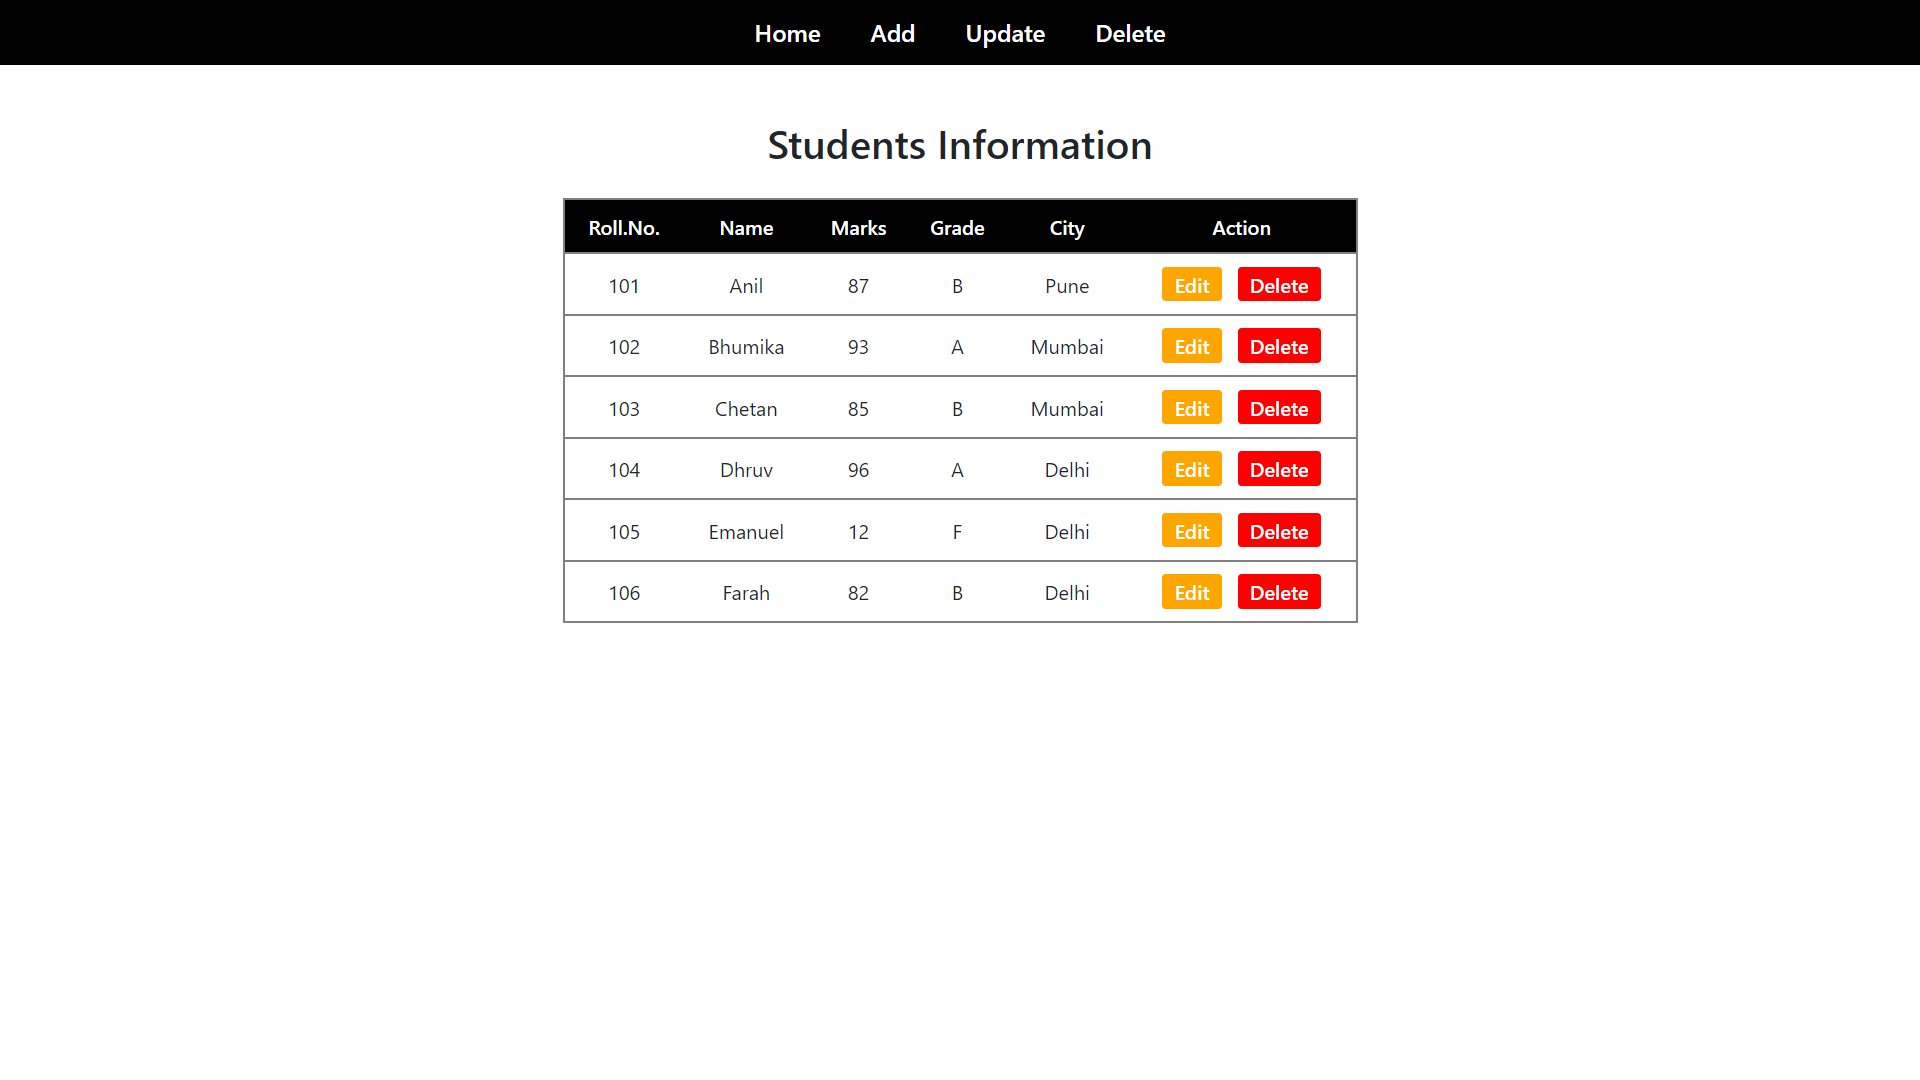 Home Add Update Delete
Students Information
Roll.No. Name Marks Grade City Action
101 Anil 87 B Pune Edit Delete
102 Bhumika 93 A Mumbai Edit Delete
103 Chetan 85 B Mumbai Edit Delete
104 Dhruv 96 A Delhi Edit Delete
105 Emanuel 12 F Delhi Edit Delete
106 Farah 82 B Delhi Edit Delete